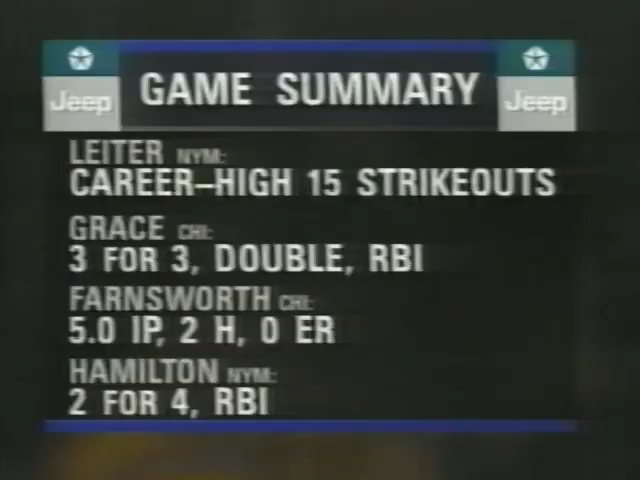 Jeep GAME SUMMARY Jeep
LEITER NYM:
CAREER-HIGH 15 STRIKEOUTS
GRACE CHI:
3 FOR 3, DOUBLE, RBI
FARNSWORTH CHI:
5.0 IP, 2 H, 0 ER
HAMILTON NYM:
2 FOR 4, RBI